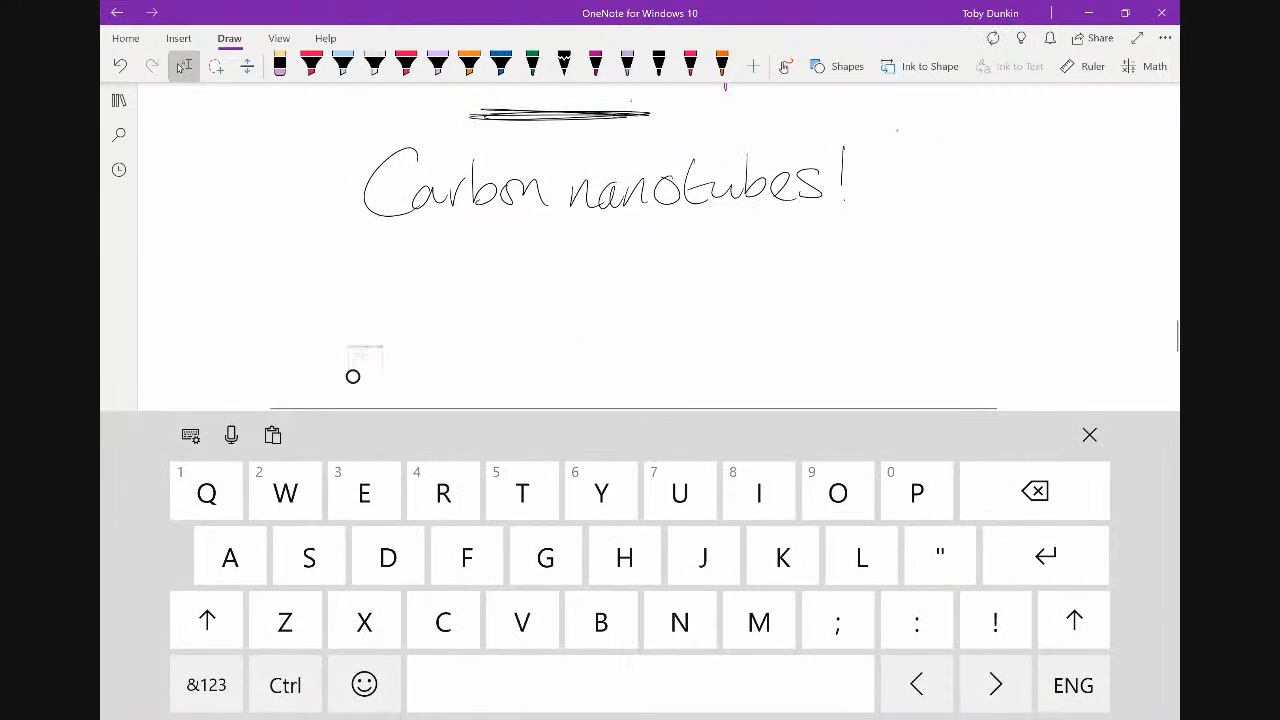 OneNote for Windows 10
Toby Dunkin
Home Insert Draw View Help
Share
Shapes
Ink to Shape
Ink to Text
Ruler
Math
Carbon nanotubes!
1 2 3 4 5 6 7 8 9 0
Q W E R T Y U I O P
A S D F G H J K L "
Z X C V B N M ; : !
&123 Ctrl < > ENG